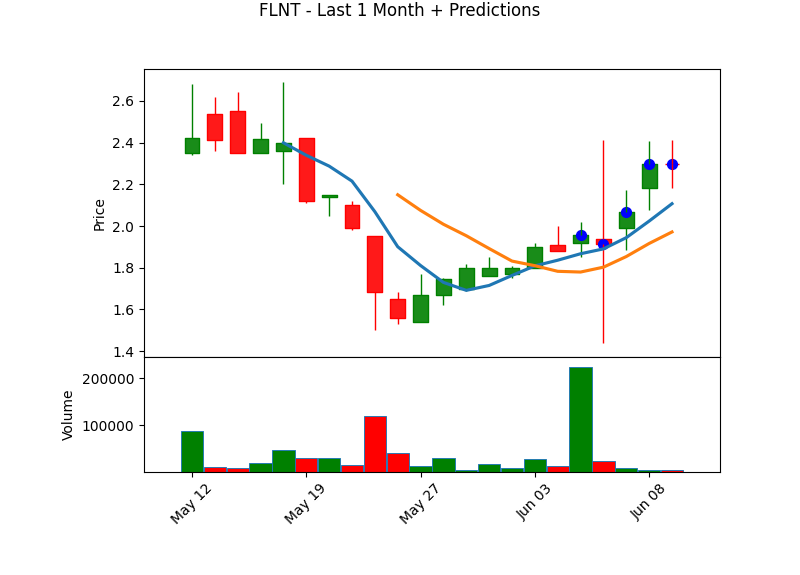 FLNT - Last 1 Month + Predictions
Price
2.6
2.4
2.2
2.0
1.8
1.6
1.4
Volume
200000
100000
May 12
May 19
May 27
Jun 03
Jun 08